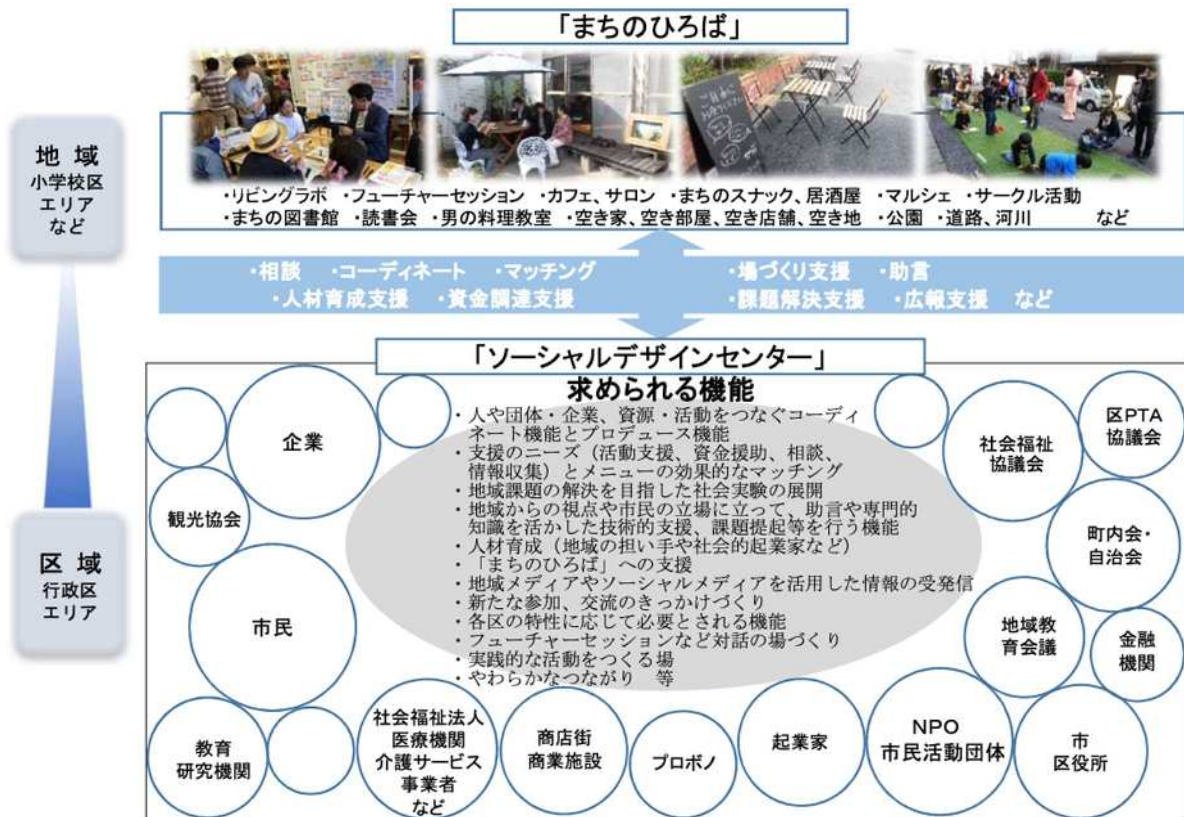 「まちのひろば」
地 域
小学校区
エリア
など
・リビングラボ ・フューチャーセッション ・カフェ、サロン ・まちのスナック、居酒屋 ・マルシェ ・サークル活動
・まちの図書館 ・読書会 ・男の料理教室 ・空き家、空き部屋、空き店舗、空き地 ・公園 ・道路、河川 など
・相談 ・コーディネート ・マッチング
・人材育成支援 ・資金調達支援
・場づくり支援 ・助言
・課題解決支援 ・広報支援 など
「ソーシャルデザインセンター」
求められる機能
・人や団体・企業、資源・活動をつなぐコーディ
ネート機能とプロデュース機能
・支援のニーズ（活動支援、資金援助、相談、
情報収集）とメニューの効果的なマッチング
・地域課題の解決を目指した社会実験の展開
・地域からの視点や市民の立場に立って、助言や専門的
知識を活かした技術的支援、課題提起等を行う機能
・人材育成（地域の担い手や社会的起業家など）
・「まちのひろば」への支援
・地域メディアやソーシャルメディアを活用した情報の受発信
・新たな参加、交流のきっかけづくり
・各区の特性に応じて必要とされる機能
・フューチャーセッションなど対話の場づくり
・実践的な活動をつくる場
・やわらかなつながり 等
区 域
行政区
エリア
企業
観光協会
市民
教育
研究機関
社会福祉法人
医療機関
介護サービス
事業者
など
商店街
商業施設
プロボノ
起業家
NPO
市民活動団体
市
区役所
金融
機関
地域教
育会議
町内会・
自治会
区PTA
協議会
社会福祉
協議会